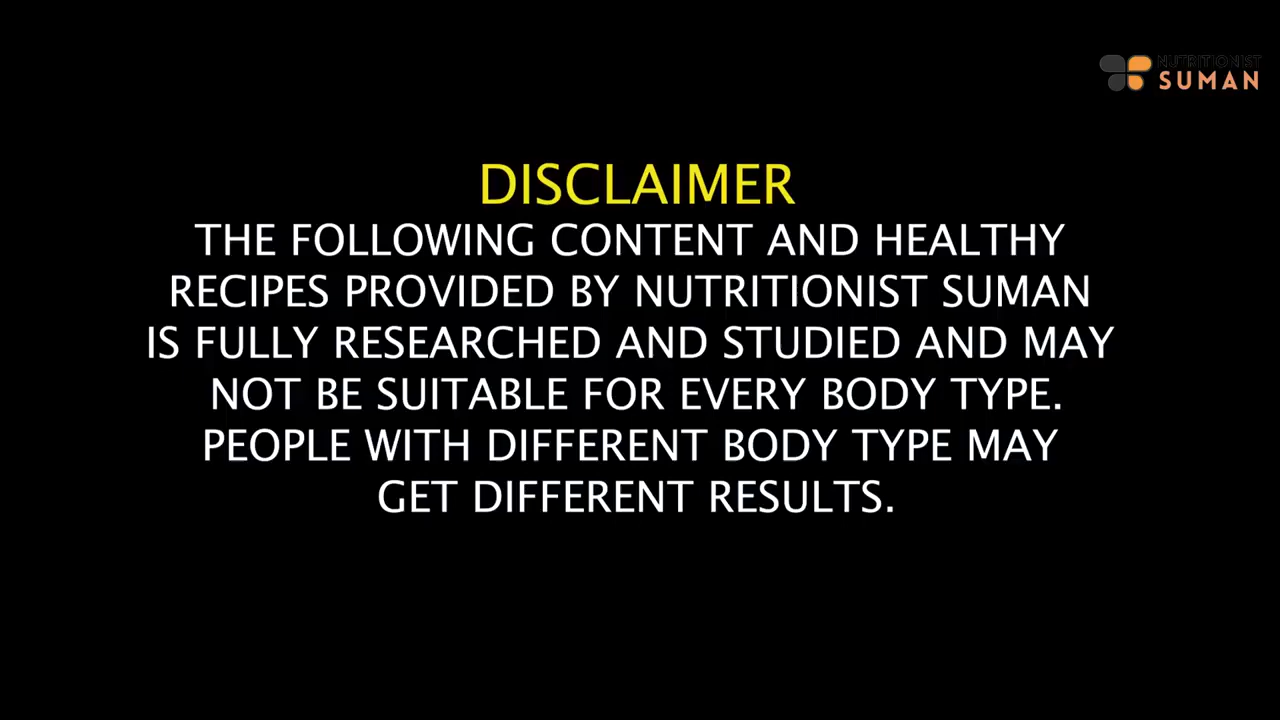 NUTRITIONIST
SUMAN
DISCLAIMER
THE FOLLOWING CONTENT AND HEALTHY
RECIPES PROVIDED BY NUTRITIONIST SUMAN
IS FULLY RESEARCHED AND STUDIED AND MAY
NOT BE SUITABLE FOR EVERY BODY TYPE.
PEOPLE WITH DIFFERENT BODY TYPE MAY
GET DIFFERENT RESULTS.